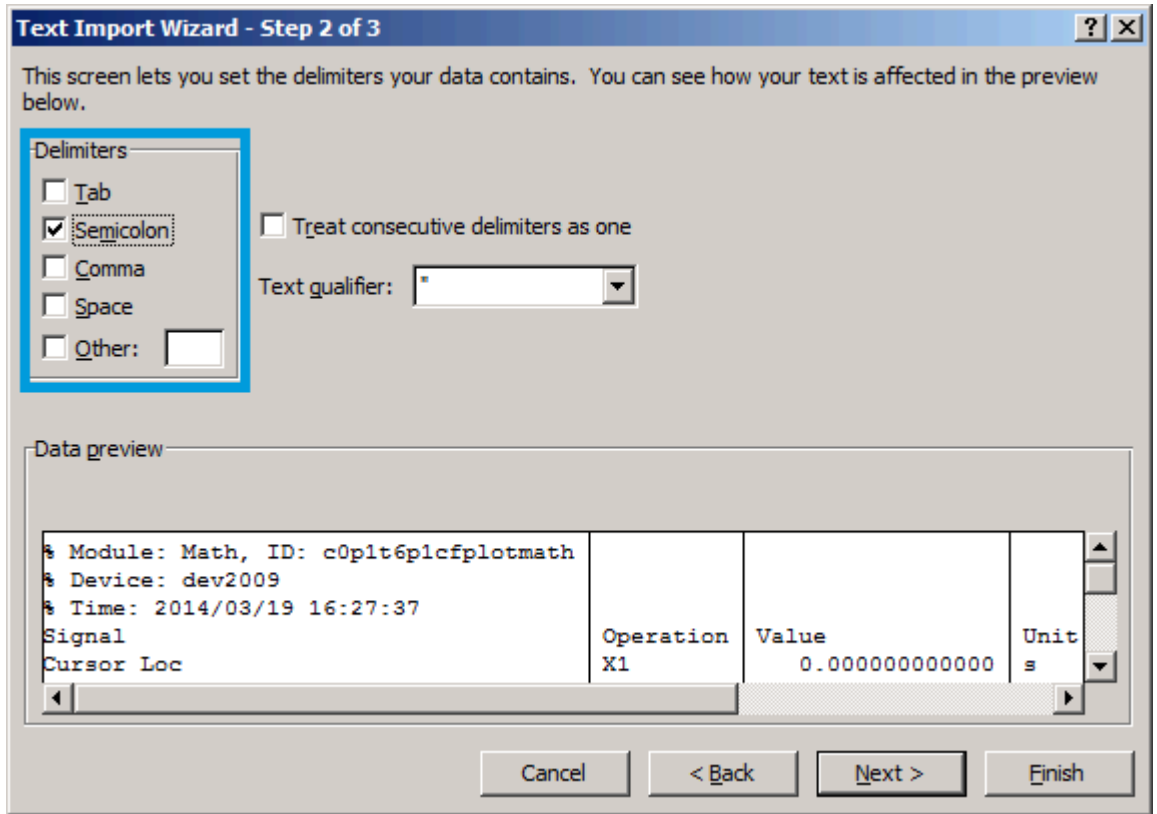 Text Import Wizard - Step 2 of 3
This screen lets you set the delimiters your data contains. You can see how your text is affected in the preview
below.
Delimiters
Tab
Semicolon
Comma
Space
Other:
Treat consecutive delimiters as one
Text qualifier: "
Data preview
% Module: Math, ID: c0p1t6p1cfplotmath
% Device: dev2009
% Time: 2014/03/19 16:27:37
Signal Operation Value Unit
Cursor Loc X1 0.000000000000 s
Cancel < Back Next > Finish